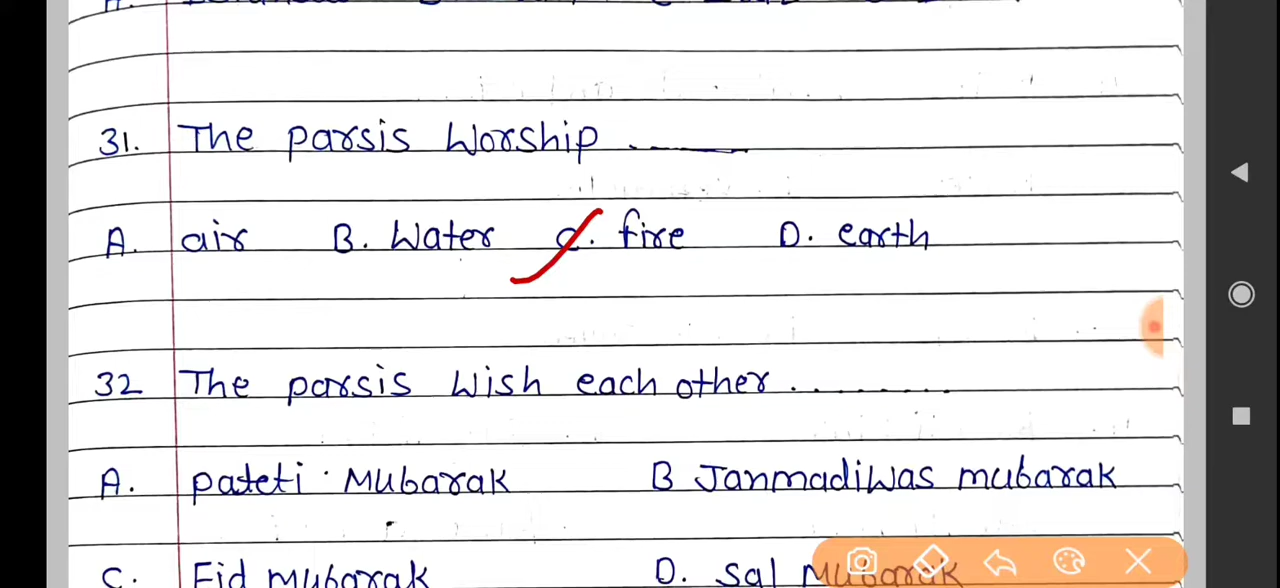 31. The parsis Worship .____
A. air B. Water C. fire D. earth
32 The parsis Wish each other ..........
A. pateti Mubarak B Janmadiwas mubarak
C. Eid mubarak D. Sal Mubarak